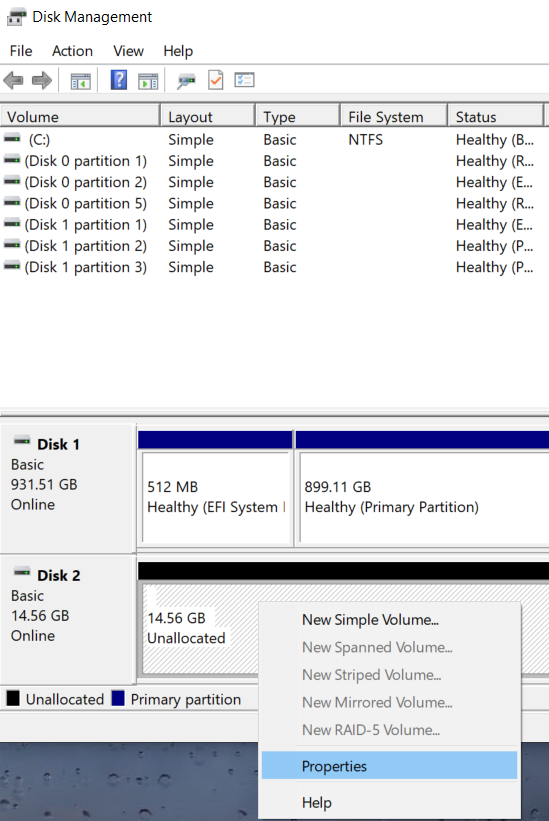 Disk Management
File Action View Help
Volume Layout Type File System Status
(C:) Simple Basic NTFS Healthy (B...
(Disk 0 partition 1) Simple Basic Healthy (R...
(Disk 0 partition 2) Simple Basic Healthy (E...
(Disk 0 partition 5) Simple Basic Healthy (R...
(Disk 1 partition 1) Simple Basic Healthy (E...
(Disk 1 partition 2) Simple Basic Healthy (P...
(Disk 1 partition 3) Simple Basic Healthy (P...
Disk 1
Basic
931.51 GB
Online
512 MB
Healthy (EFI System
899.11 GB
Healthy (Primary Partition)
Disk 2
Basic
14.56 GB
Online
14.56 GB
Unallocated
New Simple Volume...
New Spanned Volume...
New Striped Volume...
New Mirrored Volume...
New RAID-5 Volume...
Properties
Help
Unallocated Primary partition